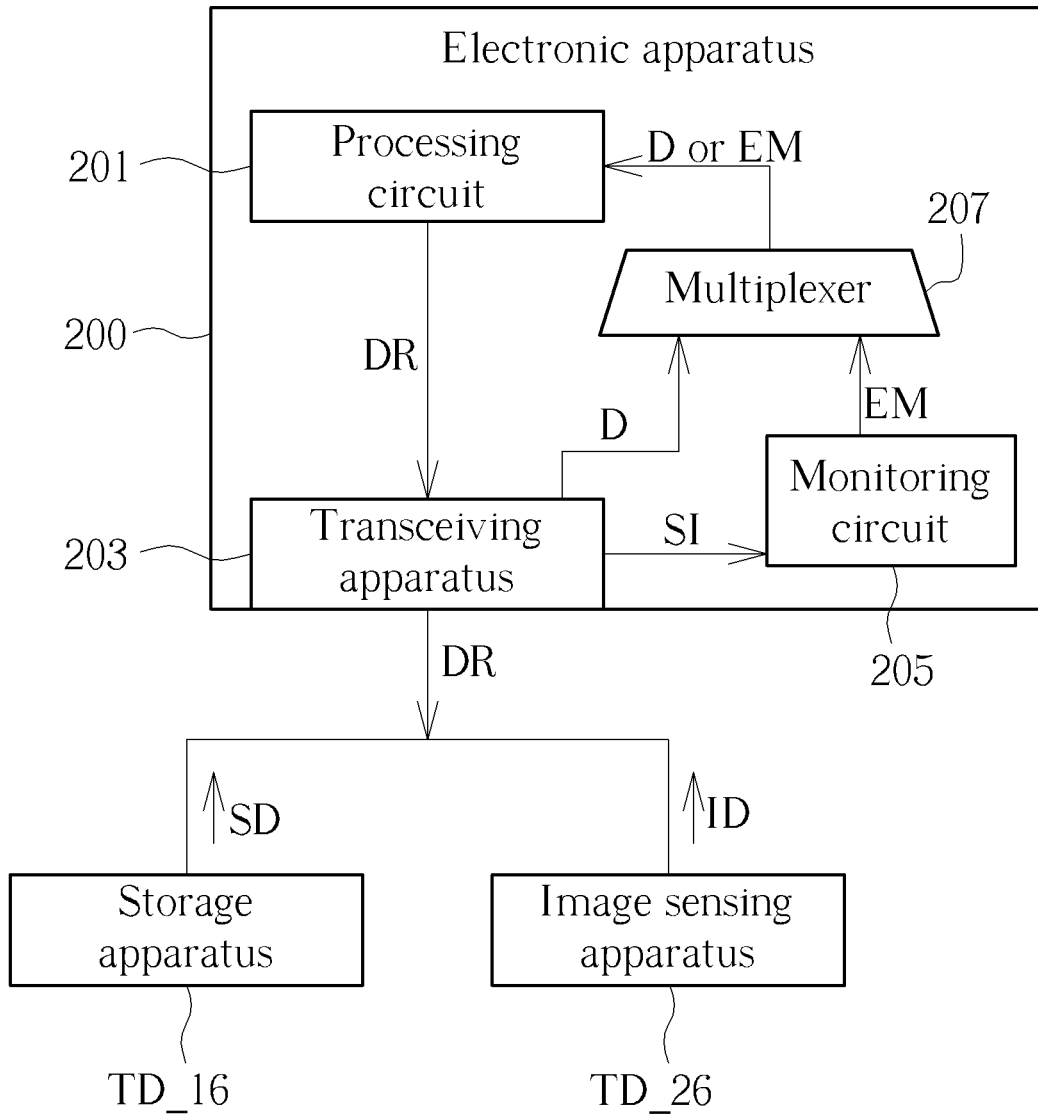 Electronic apparatus
201
Processing
circuit
D or EM
207
Multiplexer
200
DR
D
EM
Monitoring
circuit
203
Transceiving
apparatus
SI
205
DR
SD
ID
Storage
apparatus
Image sensing
apparatus
TD_16
TD_26